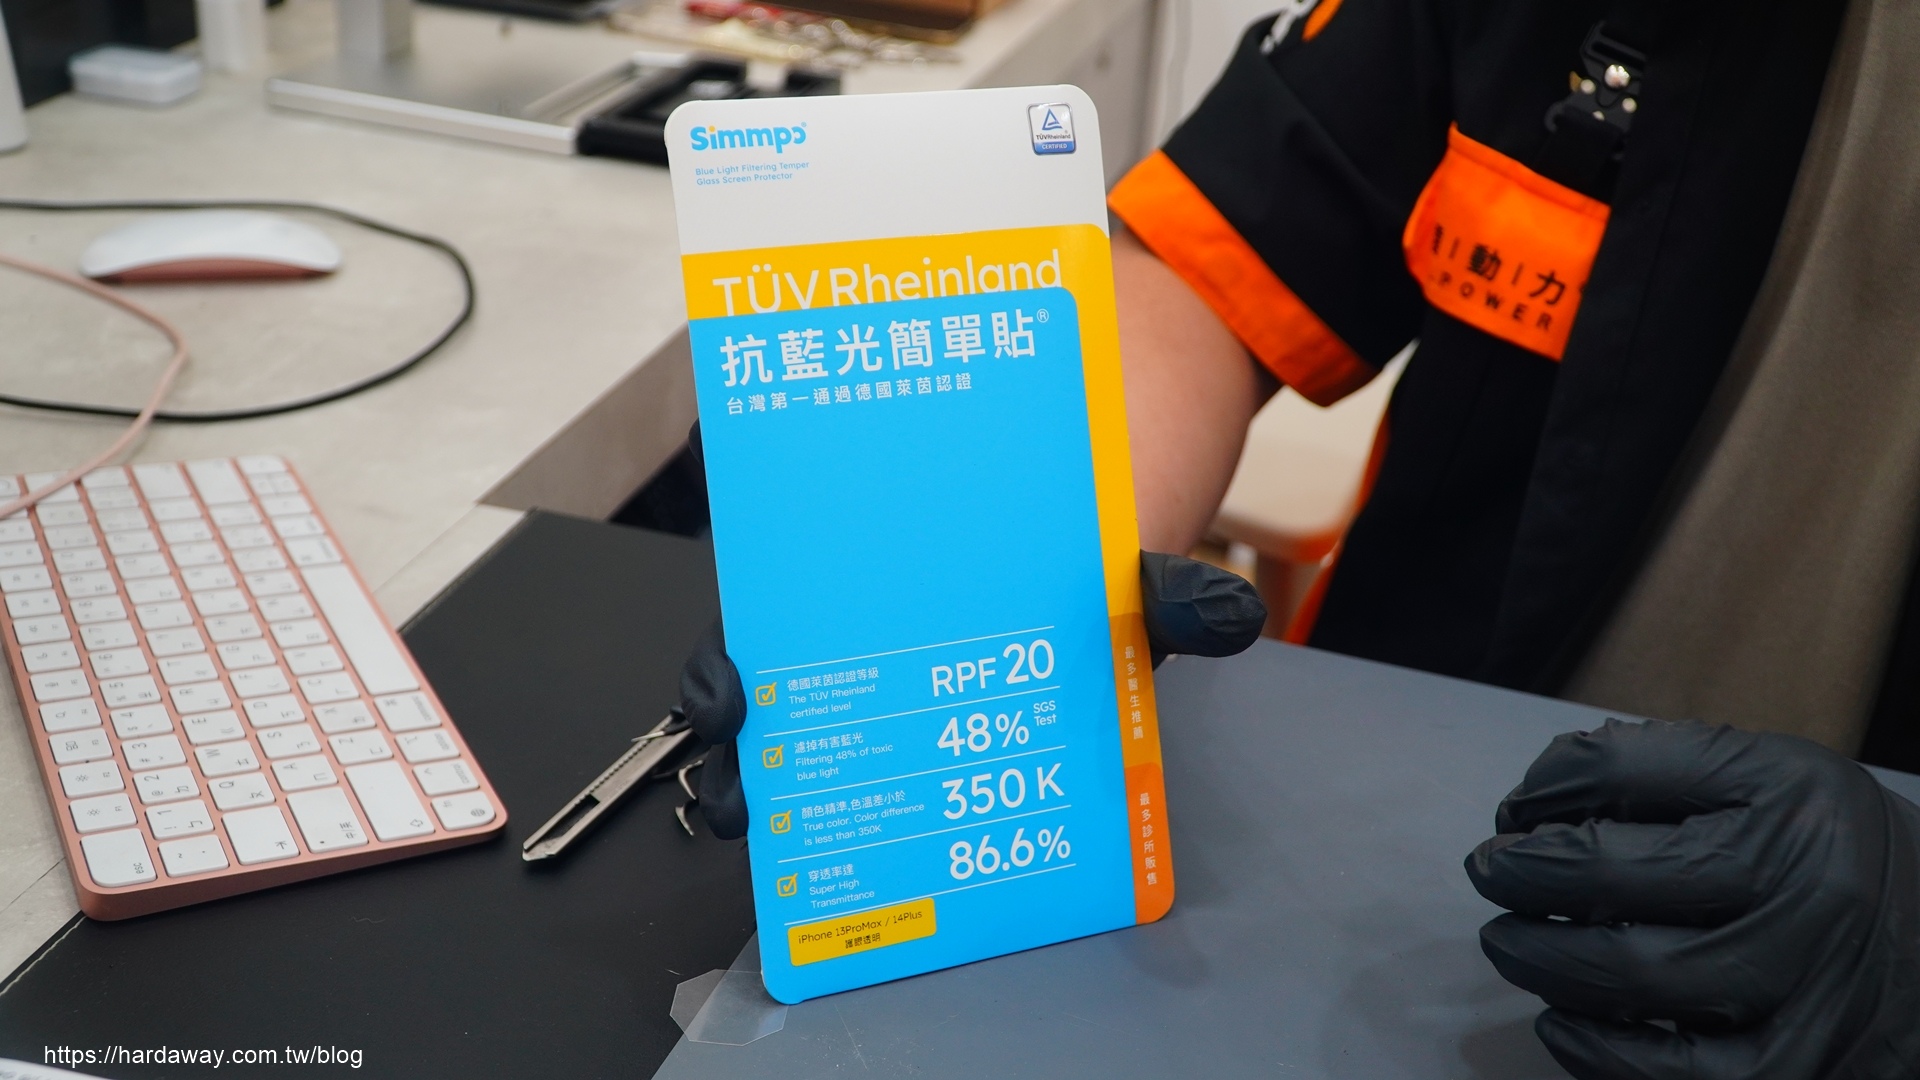 Simmpo®
Blue Light Filtering Temper
Glass Screen Protector
TÜVRheinland
CERTIFIED
TÜV Rheinland
抗藍光簡單貼®
台灣第一通過德國萊茵認證
德國萊茵認證等級
The TÜV Rheinland
certified level
RPF 20
濾掉有害藍光
Filtering 48% of toxic
blue light
48% SGS
Test
顏色精準,色溫差小於
True color. Color difference
is less than 350K
350 K
穿透率達
Super High
Transmittance
86.6%
iPhone 13ProMax / 14Plus
護眼透明
最多醫生推薦
最多診所販售
動 | 力
POWER
https://hardaway.com.tw/blog